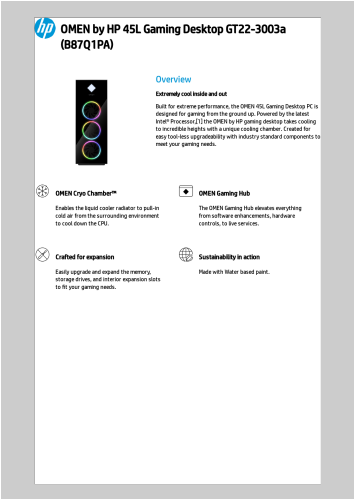 hp
OMEN by HP 45L Gaming Desktop GT22-3003a
(B87Q1PA)
Overview
Extremely cool inside and out
Built for extreme performance, the OMEN 45L Gaming Desktop PC is
designed for gaming from the ground up. Powered by the latest
Intel® Processor,[1] the OMEN by HP gaming desktop takes cooling
to incredible heights with a unique cooling chamber. Created for
easy tool-less upgradeability with industry standard components to
meet your gaming needs.
OMEN Cryo Chamber™
Enables the liquid cooler radiator to pull-in
cold air from the surrounding environment
to cool down the CPU.
OMEN Gaming Hub
The OMEN Gaming Hub elevates everything
from software enhancements, hardware
controls, to live services.
Crafted for expansion
Easily upgrade and expand the memory,
storage drives, and interior expansion slots
to fit your gaming needs.
Sustainability in action
Made with Water based paint.